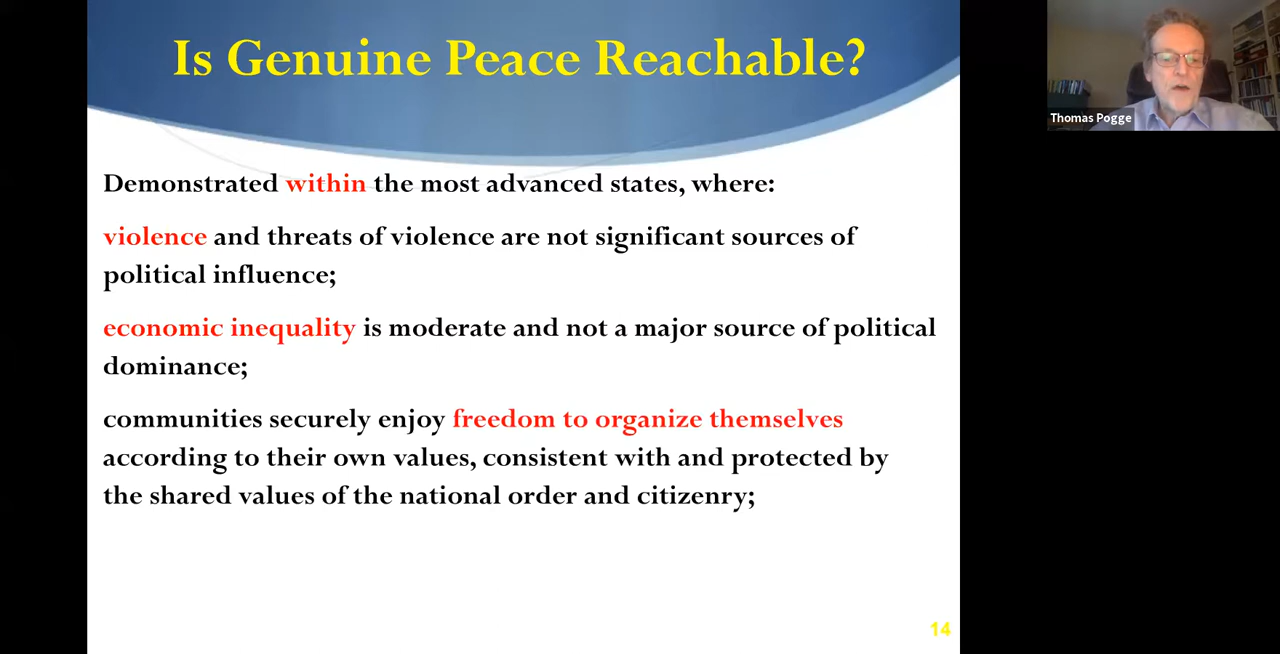 Is Genuine Peace Reachable?
Thomas Pogge
Demonstrated within the most advanced states, where:
violence and threats of violence are not significant sources of
political influence;
economic inequality is moderate and not a major source of political
dominance;
communities securely enjoy freedom to organize themselves
according to their own values, consistent with and protected by
the shared values of the national order and citizenry;
14